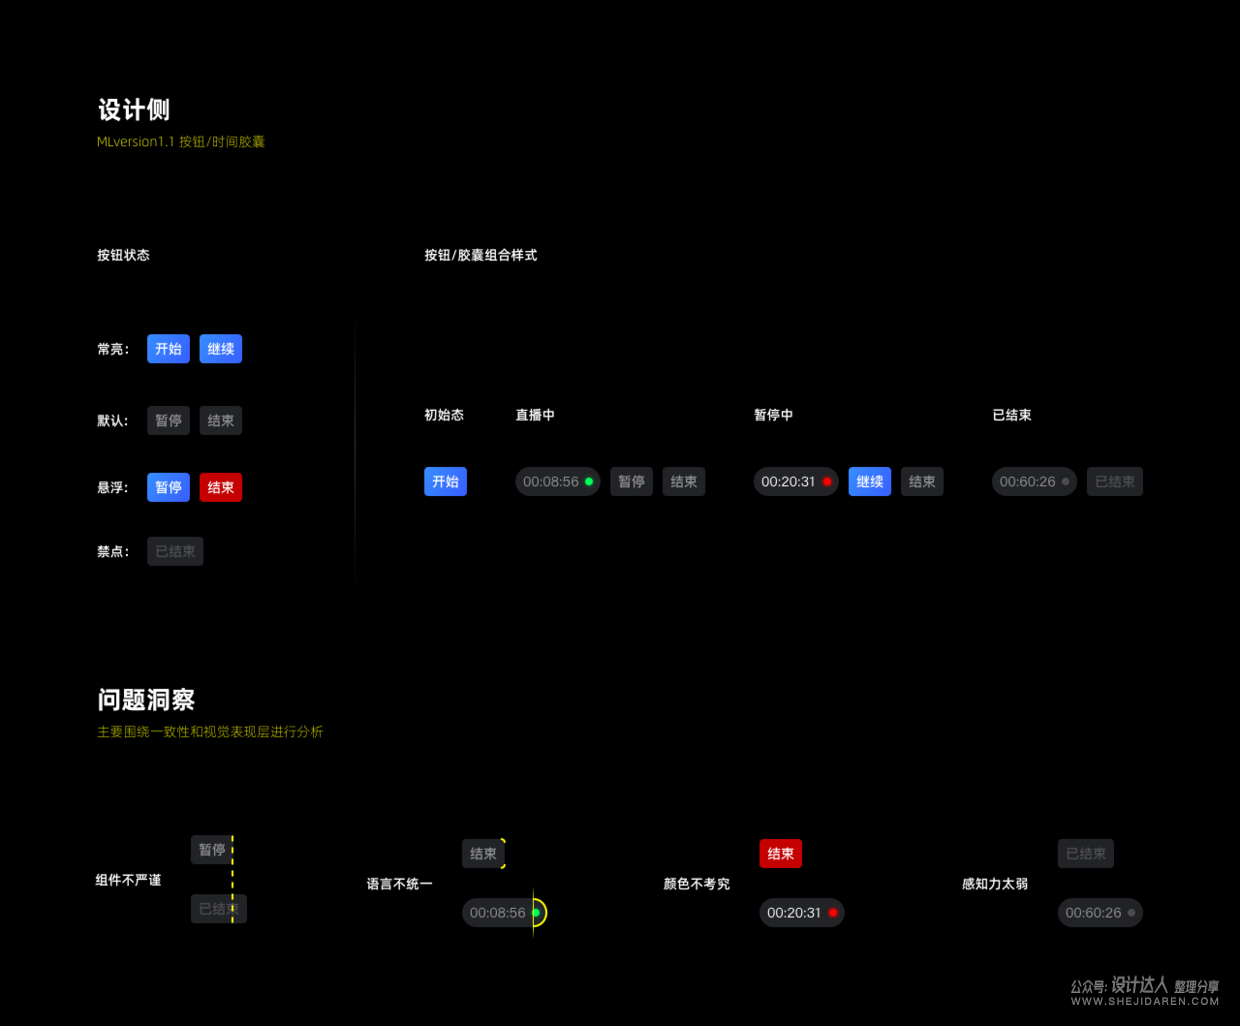 设计侧
MLversion1.1 按钮/时间胶囊
按钮状态
按钮/胶囊组合样式
常亮： 开始 继续
默认： 暂停 结束
悬浮： 暂停 结束
禁点： 已结束
初始态 直播中 暂停中 已结束
开始 00:08:56 暂停 结束 00:20:31 继续 结束 00:60:26 已结束
问题洞察
主要围绕一致性和视觉表现层进行分析
组件不严谨
暂停
已结束
语言不统一
结束
00:08:56
颜色不考究
结束
00:20:31
感知力太弱
已结束
00:60:26
公众号: 设计达人 整理分享
WWW.SHEJIDAREN.COM